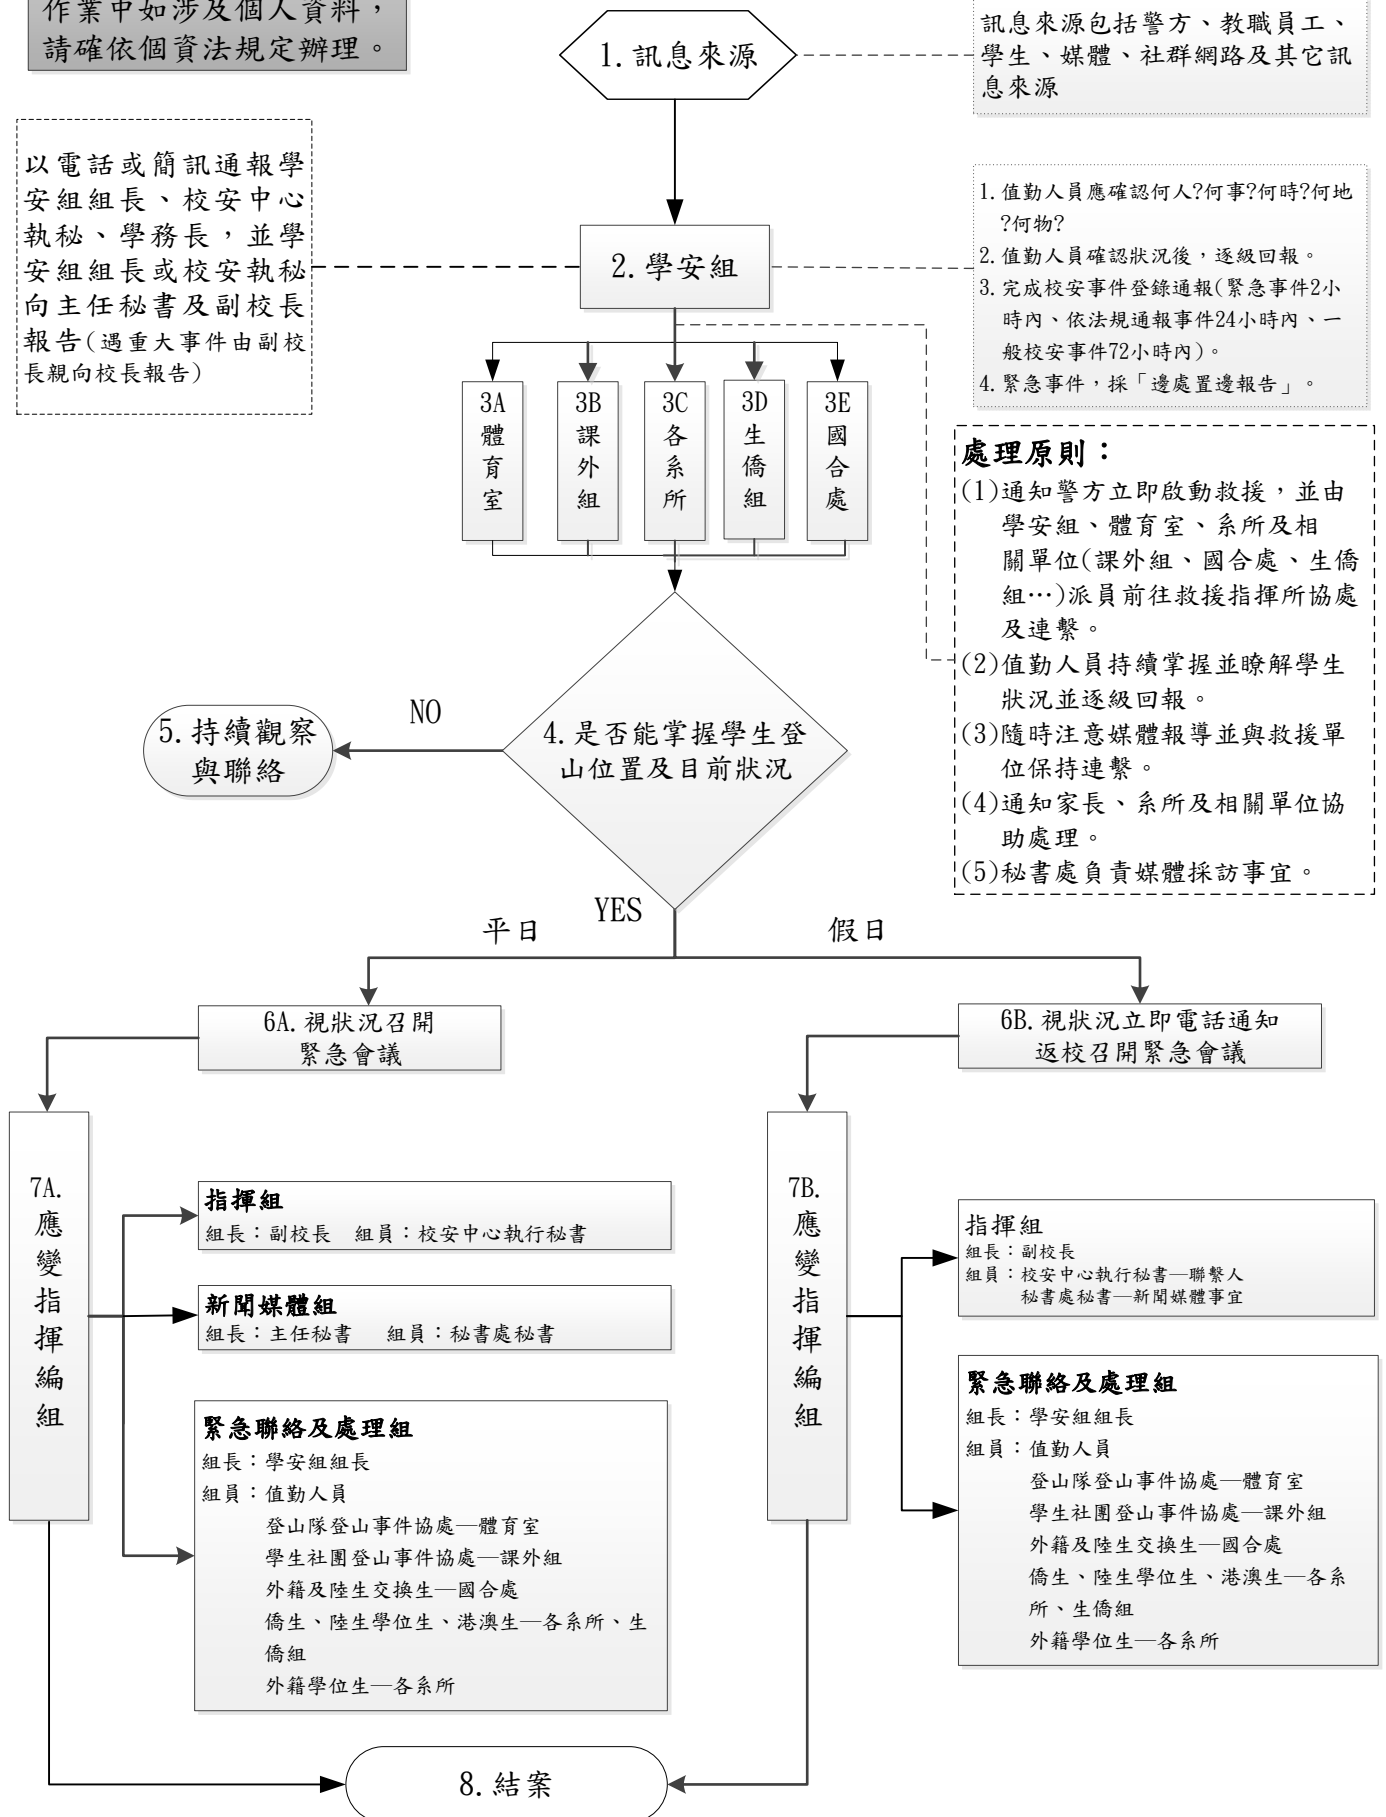 作業中如涉及個人資料，
請確依個資法規定辦理。
1.訊息來源
訊息來源包括警方、教職員工、
學生、媒體、社群網路及其它訊
息來源
以電話或簡訊通報學
安組組長、校安中心
執秘、學務長，並學
安組組長或校安執秘
向主任秘書及副校長
報告(遇重大事件由副校
長親向校長報告)
2.學安組
1.值勤人員應確認何人?何事?何時?何地
?何物?
2.值勤人員確認狀況後，逐級回報。
3.完成校安事件登錄通報(緊急事件2小
時內、依法規通報事件24小時內、一
般校安事件72小時內)。
4.緊急事件，採「邊處置邊報告」。
3A
體
育
室
3B
課
外
組
3C
各
系
所
3D
生
僑
組
3E
國
合
處
處理原則：
(1)通知警方立即啟動救援，並由
學安組、體育室、系所及相
關單位(課外組、國合處、生僑
組…)派員前往救援指揮所協處
及連繫。
(2)值勤人員持續掌握並瞭解學生
狀況並逐級回報。
(3)隨時注意媒體報導並與救援單
位保持連繫。
(4)通知家長、系所及相關單位協
助處理。
(5)秘書處負責媒體採訪事宜。
4.是否能掌握學生登
山位置及目前狀況
NO
5.持續觀察
與聯絡
YES
平日
假日
6A.視狀況召開
緊急會議
6B.視狀況立即電話通知
返校召開緊急會議
7A.
應
變
指
揮
編
組
指揮組
組長：副校長 組員：校安中心執行秘書
新聞媒體組
組長：主任秘書 組員：秘書處秘書
緊急聯絡及處理組
組長：學安組組長
組員：值勤人員
登山隊登山事件協處—體育室
學生社團登山事件協處—課外組
外籍及陸生交換生—國合處
僑生、陸生學位生、港澳生—各系所、生
僑組
外籍學位生—各系所
7B.
應
變
指
揮
編
組
指揮組
組長：副校長
組員：校安中心執行秘書—聯繫人
秘書處秘書—新聞媒體事宜
緊急聯絡及處理組
組長：學安組組長
組員：值勤人員
登山隊登山事件協處—體育室
學生社團登山事件協處—課外組
外籍及陸生交換生—國合處
僑生、陸生學位生、港澳生—各系
所、生僑組
外籍學位生—各系所
8.結案